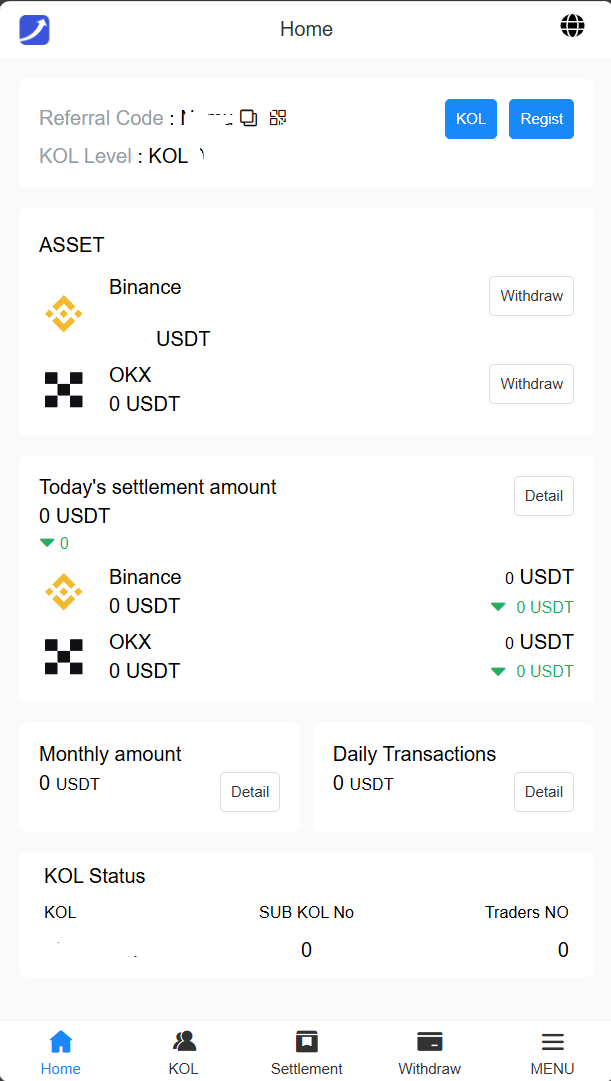 Home
Referral Code :
KOL
Regist
KOL Level : KOL
ASSET
Binance
Withdraw
USDT
OKX
Withdraw
0 USDT
Today's settlement amount
Detail
0 USDT
0
Binance
0 USDT
0 USDT
0 USDT
OKX
0 USDT
0 USDT
0 USDT
Monthly amount
0 USDT
Detail
Daily Transactions
0 USDT
Detail
KOL Status
KOL SUB KOL No Traders NO
0 0
Home KOL Settlement Withdraw MENU